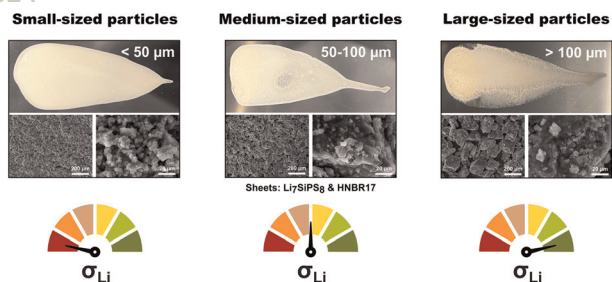 Small-sized particles
Medium-sized particles
Large-sized particles
< 50 µm
50-100 µm
> 100 µm
200 µm
20 µm
200 µm
20 µm
200 µm
20 µm
Sheets: Li₇SiPS₈ & HNBR17
σLi
σLi
σLi